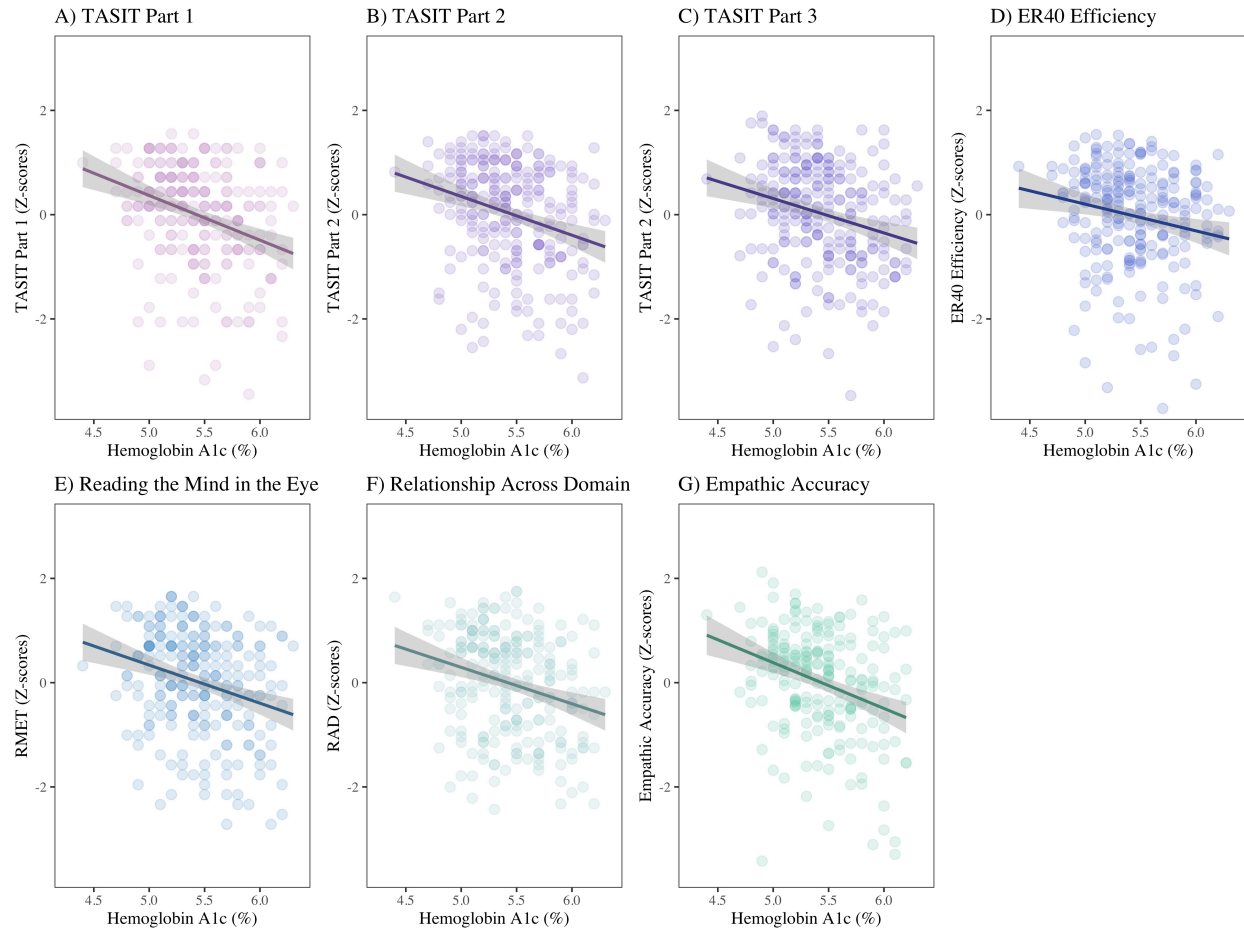 A) TASIT Part 1
B) TASIT Part 2
C) TASIT Part 3
D) ER40 Efficiency
TASIT Part 1 (Z-scores)
2
0
-2
4.5 5.0 5.5 6.0
Hemoglobin A1c (%)
TASIT Part 2 (Z-scores)
2
0
-2
4.5 5.0 5.5 6.0
Hemoglobin A1c (%)
TASIT Part 2 (Z-scores)
2
0
-2
4.5 5.0 5.5 6.0
Hemoglobin A1c (%)
ER40 Efficiency (Z-scores)
2
0
-2
4.5 5.0 5.5 6.0
Hemoglobin A1c (%)
E) Reading the Mind in the Eye
F) Relationship Across Domain
G) Empathic Accuracy
RMET (Z-scores)
2
0
-2
4.5 5.0 5.5 6.0
Hemoglobin A1c (%)
RAD (Z-scores)
2
0
-2
4.5 5.0 5.5 6.0
Hemoglobin A1c (%)
Empathic Accuracy (Z-scores)
2
0
-2
4.5 5.0 5.5 6.0
Hemoglobin A1c (%)